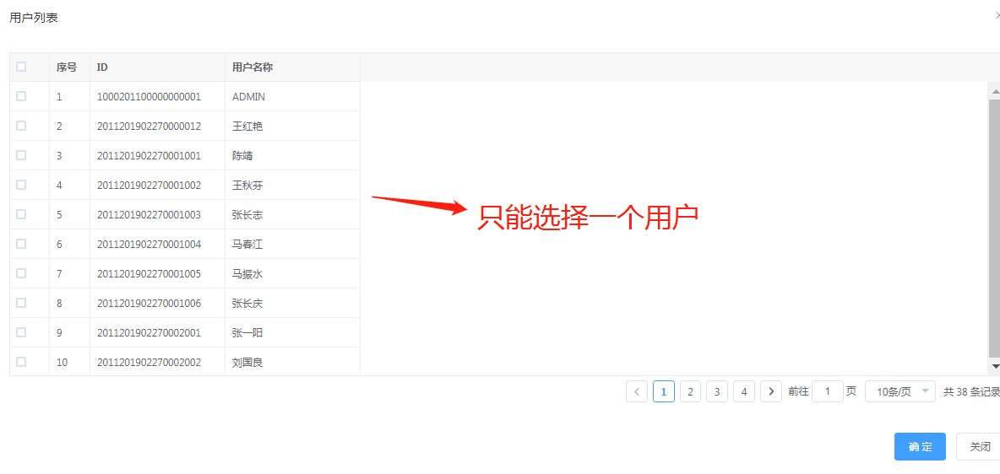 用户列表
序号 ID 用户名称
1 1000201100000000001 ADMIN
2 2011201902270000012 王红艳
3 2011201902270001001 陈靖
4 2011201902270001002 王秋芬
5 2011201902270001003 张长志
6 2011201902270001004 马春江
7 2011201902270001005 马振水
8 2011201902270001006 张长庆
9 2011201902270002001 张一阳
10 2011201902270002002 刘国良
只能选择一个用户
1 2 3 4 前往 1 页 10条/页 共 38 条记录
确 定 关闭